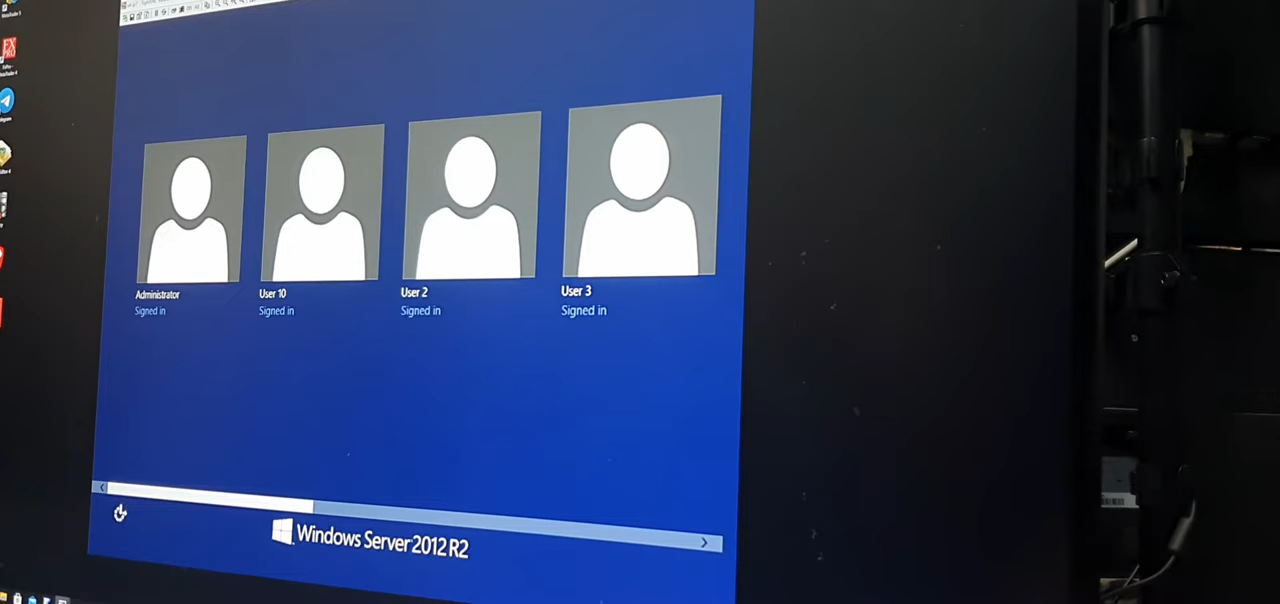 Administrator
Signed in
User 10
Signed in
User 2
Signed in
User 3
Signed in
Windows Server 2012 R2